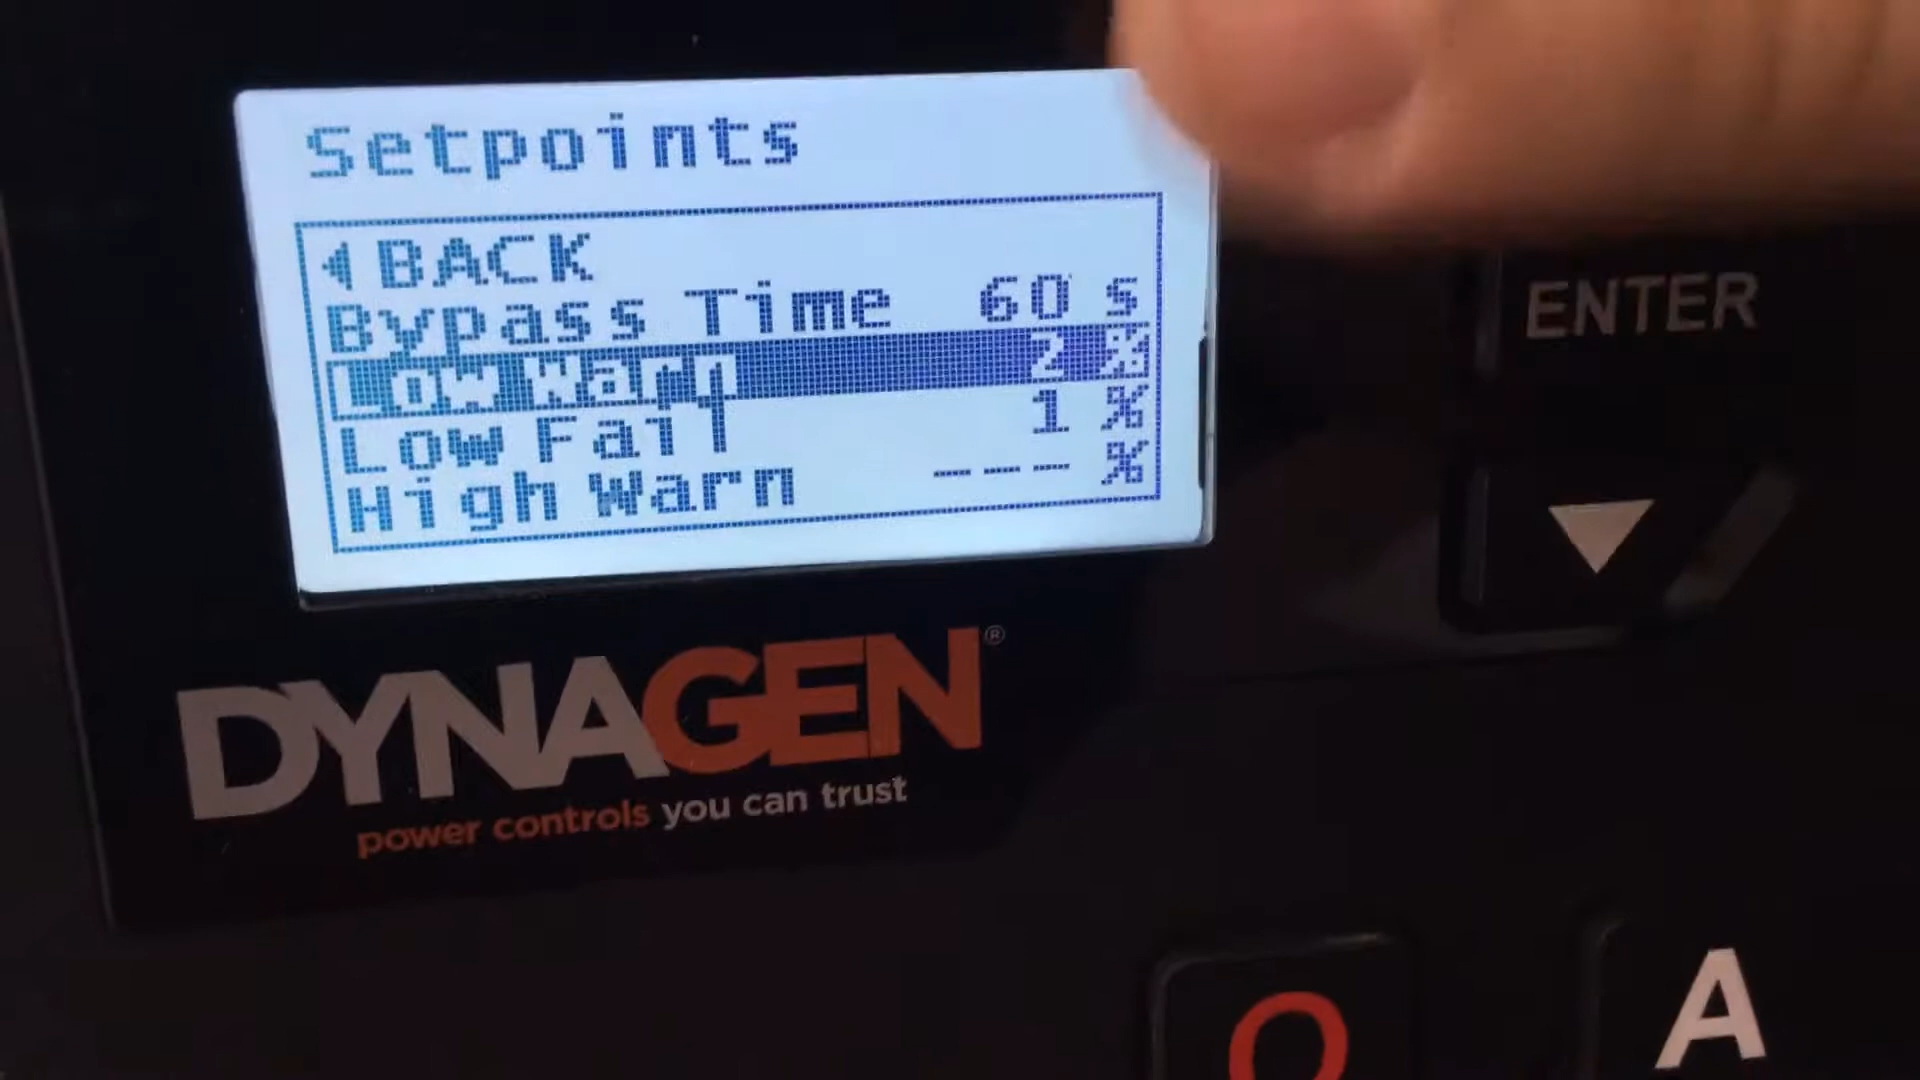 Setpoints
◀BACK
Bypass Time 60 s
Low Warn 2 %
Low Fail 1 %
High Warn ___ %
ENTER
DYNAGEN®
power controls you can trust
O
A